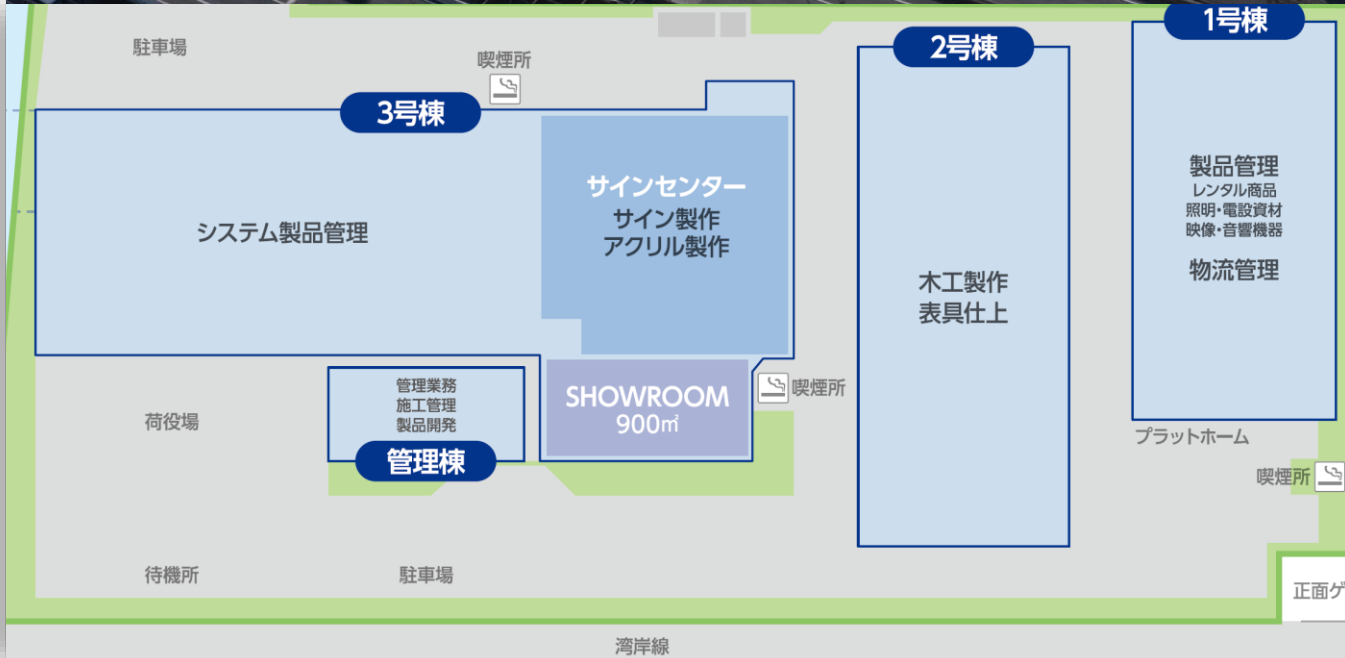 駐車場
喫煙所
3号棟
2号棟
1号棟
システム製品管理
サインセンター
サイン製作
アクリル製作
木工製作
表具仕上
製品管理
レンタル商品
照明・電設資材
映像・音響機器
物流管理
荷役場
管理業務
施工管理
製品開発
管理棟
SHOWROOM
900㎡
喫煙所
プラットホーム
喫煙所
待機所
駐車場
正面ゲ
湾岸線